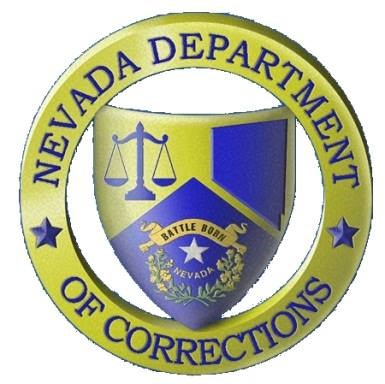 NEVADA DEPARTMENT
OF CORRECTIONS
BATTLE BORN
NEVADA